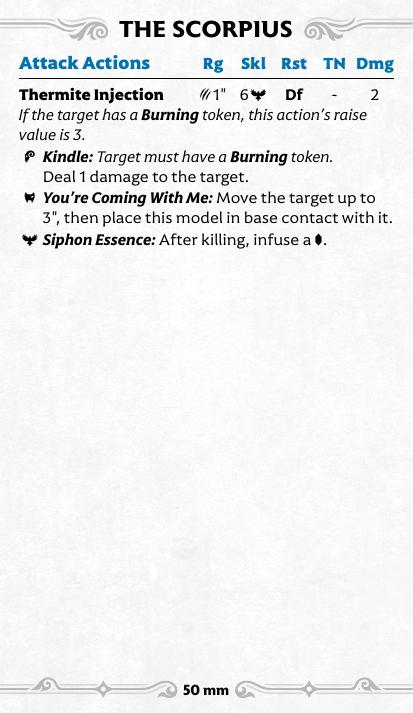 THE SCORPIUS
Attack Actions Rg Skl Rst TN Dmg
Thermite Injection 1" 6 Df - 2
If the target has a Burning token, this action's raise
value is 3.
Kindle: Target must have a Burning token.
Deal 1 damage to the target.
You're Coming With Me: Move the target up to
3", then place this model in base contact with it.
Siphon Essence: After killing, infuse a .
50 mm